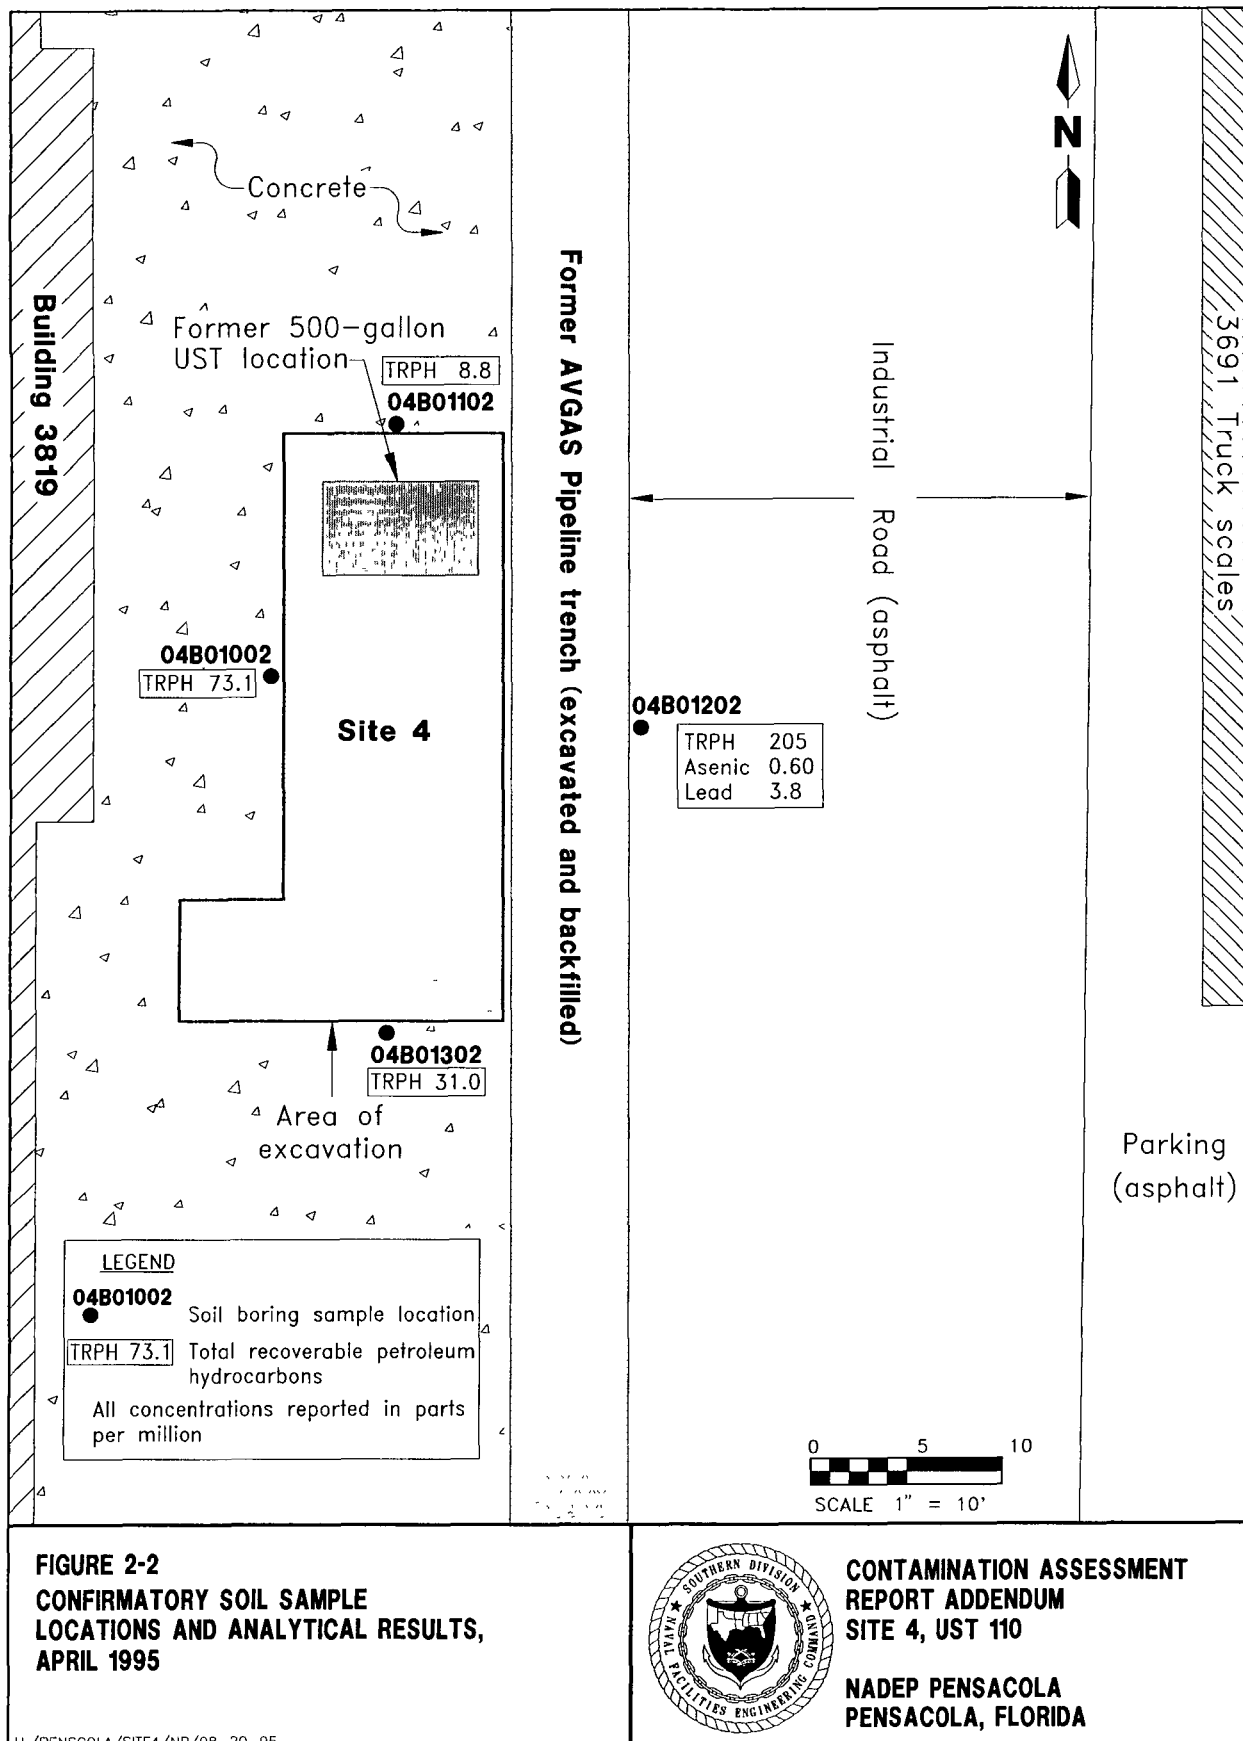 Concrete
N
Building 3819
Former 500-gallon
UST location
TRPH 8.8
04B01102
Former AVGAS Pipeline trench (excavated and backfilled)
Industrial Road (asphalt)
3691 Truck scales
04B01002
TRPH 73.1
Site 4
04B01202
TRPH 205
Asenic 0.60
Lead 3.8
04B01302
TRPH 31.0
Area of
excavation
Parking
(asphalt)
LEGEND
04B01002
Soil boring sample location
TRPH 73.1 Total recoverable petroleum
hydrocarbons
All concentrations reported in parts
per million
0 5 10
SCALE 1" = 10'
FIGURE 2-2
CONFIRMATORY SOIL SAMPLE
LOCATIONS AND ANALYTICAL RESULTS,
APRIL 1995
SOUTHERN DIVISION
NAVAL FACILITIES ENGINEERING COMMAND
CONTAMINATION ASSESSMENT
REPORT ADDENDUM
SITE 4, UST 110
NADEP PENSACOLA
PENSACOLA, FLORIDA